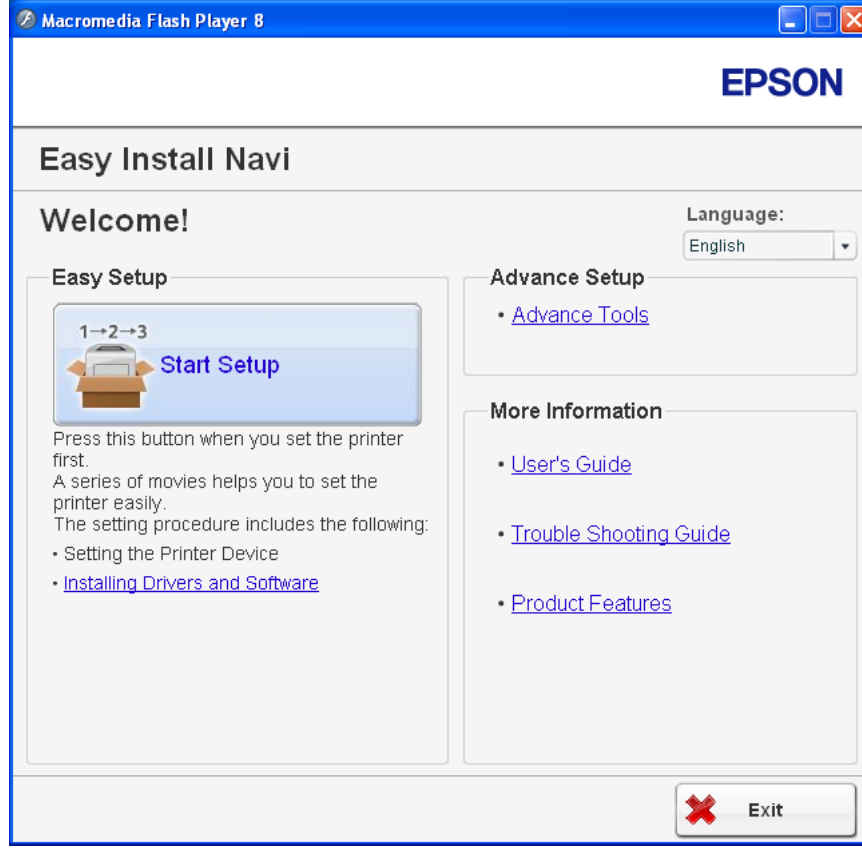 Macromedia Flash Player 8
EPSON
Easy Install Navi
Welcome!
Language:
English
Easy Setup
1→2→3
Start Setup
Press this button when you set the printer
first.
A series of movies helps you to set the
printer easily.
The setting procedure includes the following:
• Setting the Printer Device
• Installing Drivers and Software
Advance Setup
• Advance Tools
More Information
• User's Guide
• Trouble Shooting Guide
• Product Features
Exit